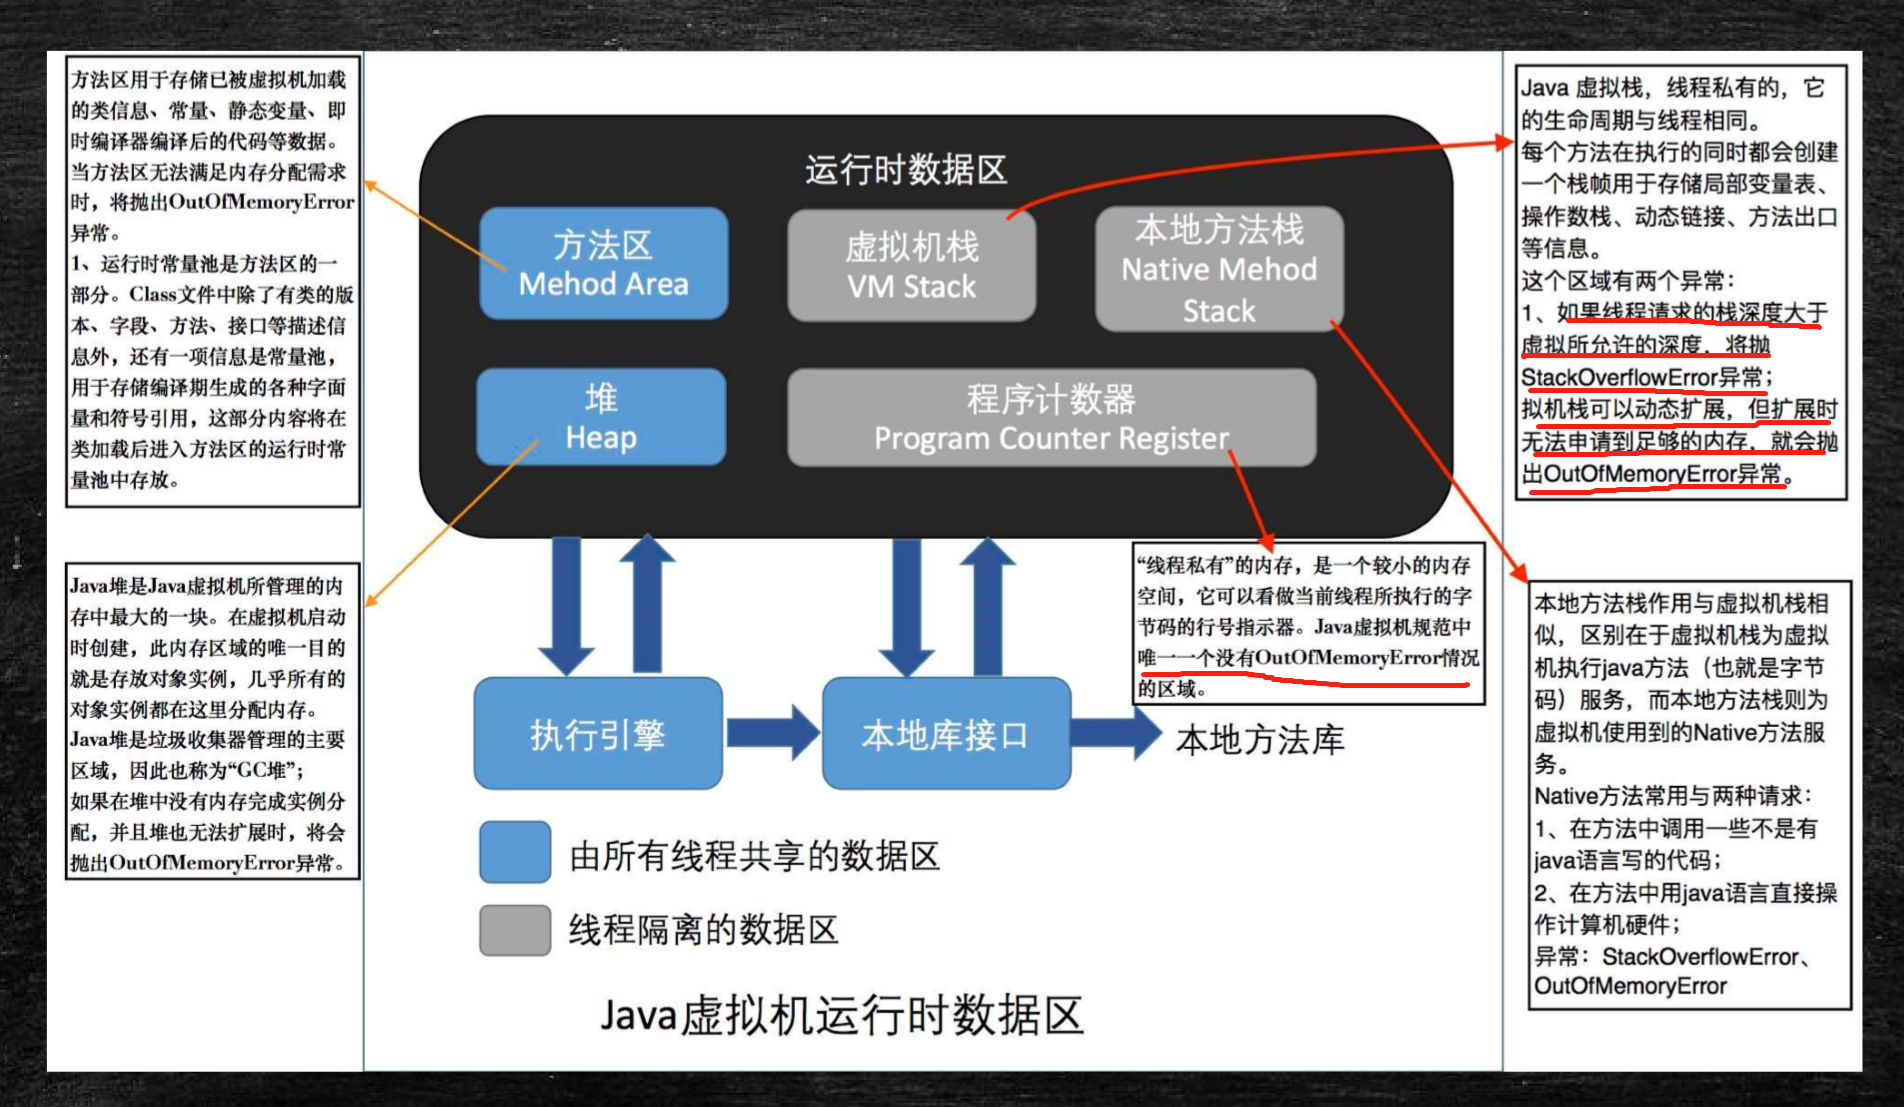 方法区用于存储已被虚拟机加载
的类信息、常量、静态变量、即
时编译器编译后的代码等数据。
当方法区无法满足内存分配需求
时，将抛出OutOfMemoryError
异常。
1、运行时常量池是方法区的一
部分。Class文件中除了有类的版
本、字段、方法、接口等描述信
息外，还有一项信息是常量池，
用于存储编译期生成的各种字面
量和符号引用，这部分内容将在
类加载后进入方法区的运行时常
量池中存放。
Java堆是Java虚拟机所管理的内
存中最大的一块。在虚拟机启动
时创建，此内存区域的唯一目的
就是存放对象实例，几乎所有的
对象实例都在这里分配内存。
Java堆是垃圾收集器管理的主要
区域，因此也称为“GC堆”；
如果在堆中没有内存完成实例分
配，并且堆也无法扩展时，将会
抛出OutOfMemoryError异常。
运行时数据区
方法区
Mehod Area
虚拟机栈
VM Stack
本地方法栈
Native Mehod
Stack
堆
Heap
程序计数器
Program Counter Register
执行引擎
本地库接口
本地方法库
由所有线程共享的数据区
线程隔离的数据区
Java虚拟机运行时数据区
“线程私有”的内存，是一个较小的内存
空间，它可以看做当前线程所执行的字
节码的行号指示器。Java虚拟机规范中
唯一一个没有OutOfMemoryError情况
的区域。
Java 虚拟栈，线程私有的，它
的生命周期与线程相同。
每个方法在执行的同时都会创建
一个栈帧用于存储局部变量表、
操作数栈、动态链接、方法出口
等信息。
这个区域有两个异常：
1、如果线程请求的栈深度大于
虚拟所允许的深度，将抛
StackOverflowError异常；
拟机栈可以动态扩展，但扩展时
无法申请到足够的内存，就会抛
出OutOfMemoryError异常。
本地方法栈作用与虚拟机栈相
似，区别在于虚拟机栈为虚拟
机执行java方法（也就是字节
码）服务，而本地方法栈则为
虚拟机使用到的Native方法服
务。
Native方法常用与两种请求：
1、在方法中调用一些不是有
java语言写的代码；
2、在方法中用java语言直接操
作计算机硬件；
异常：StackOverflowError、
OutOfMemoryError